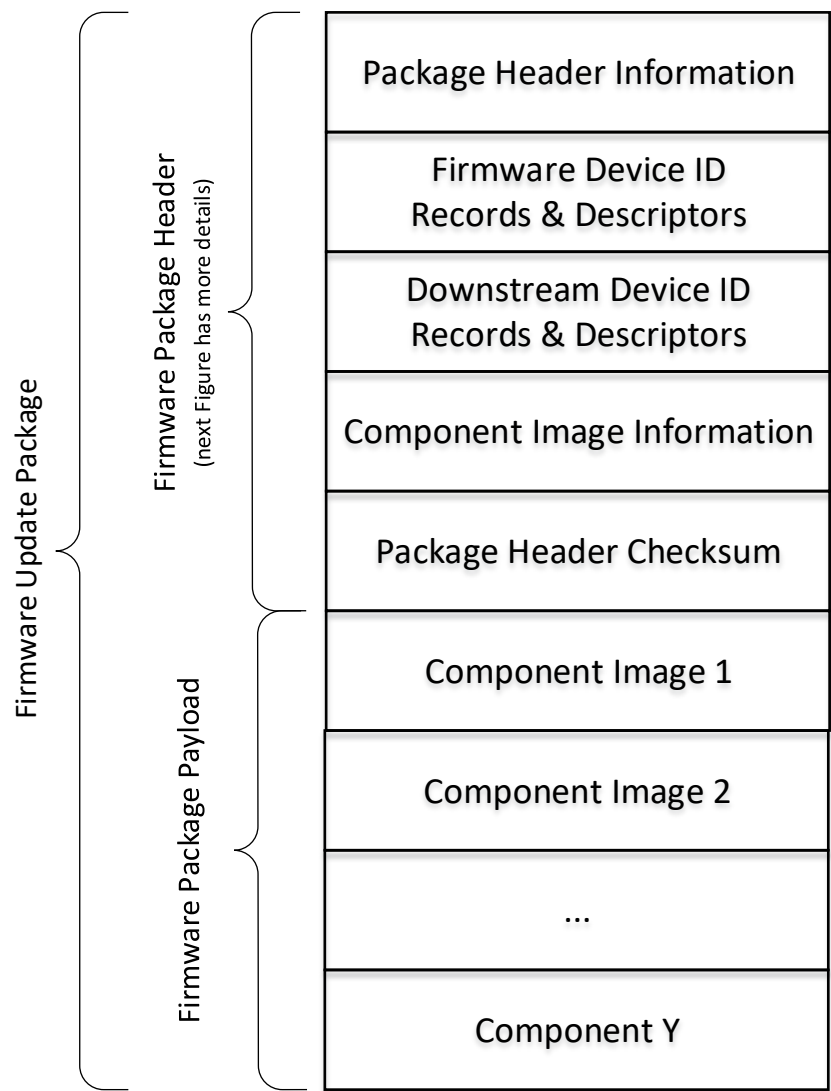 Firmware Update Package
Firmware Package Header
(next Figure has more details)
Package Header Information
Firmware Device ID
Records & Descriptors
Downstream Device ID
Records & Descriptors
Component Image Information
Package Header Checksum
Firmware Package Payload
Component Image 1
Component Image 2
...
Component Y